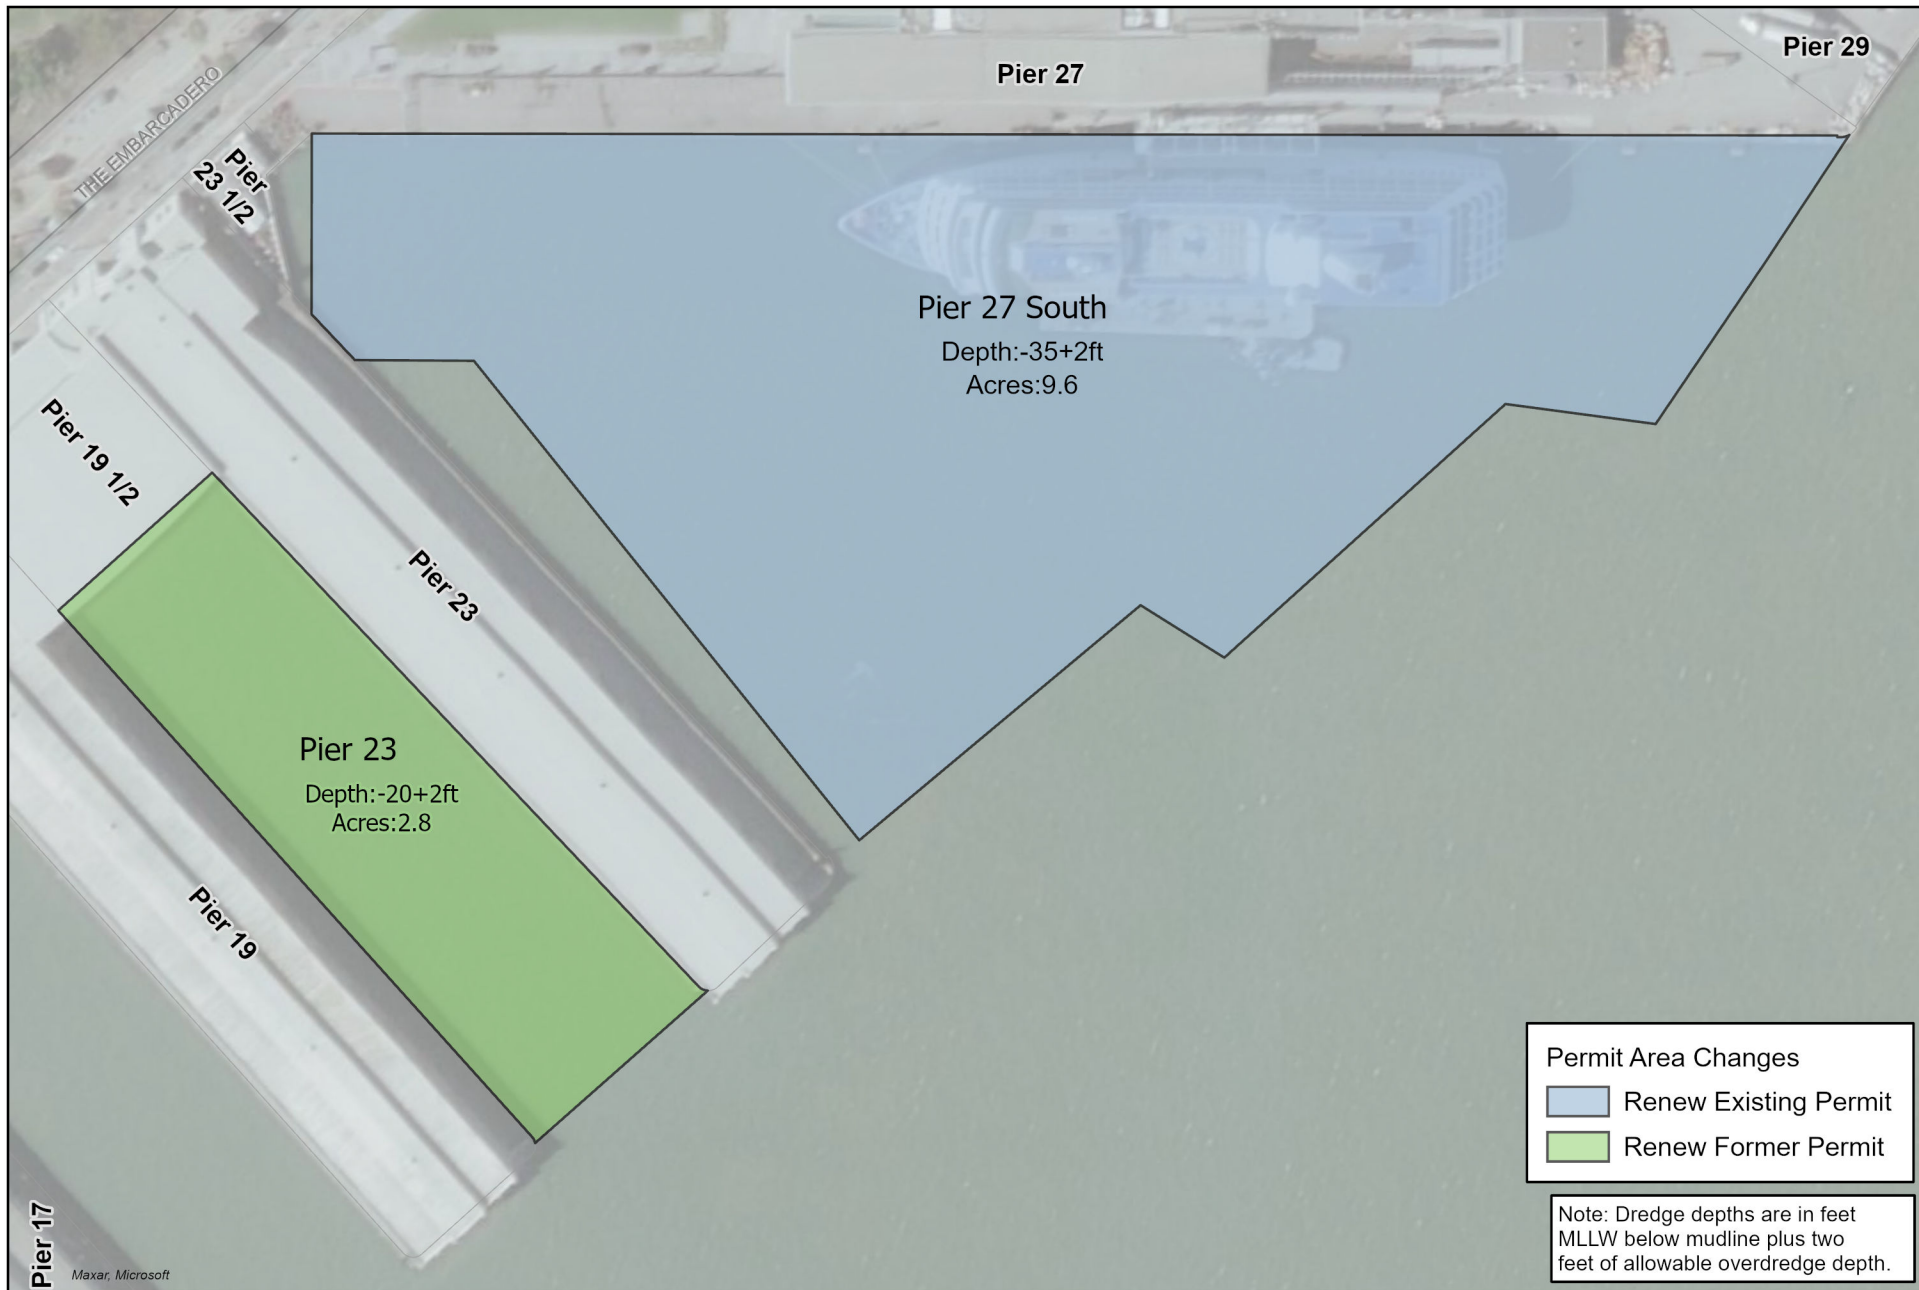 Pier 29
Pier 27
THE EMBARCADERO
Pier
23 1/2
Pier 27 South
Depth:-35+2ft
Acres:9.6
Pier 19 1/2
Pier 23
Pier 23
Depth:-20+2ft
Acres:2.8
Pier 19
Pier 17
Maxar, Microsoft
Permit Area Changes
Renew Existing Permit
Renew Former Permit
Note: Dredge depths are in feet
MLLW below mudline plus two
feet of allowable overdredge depth.